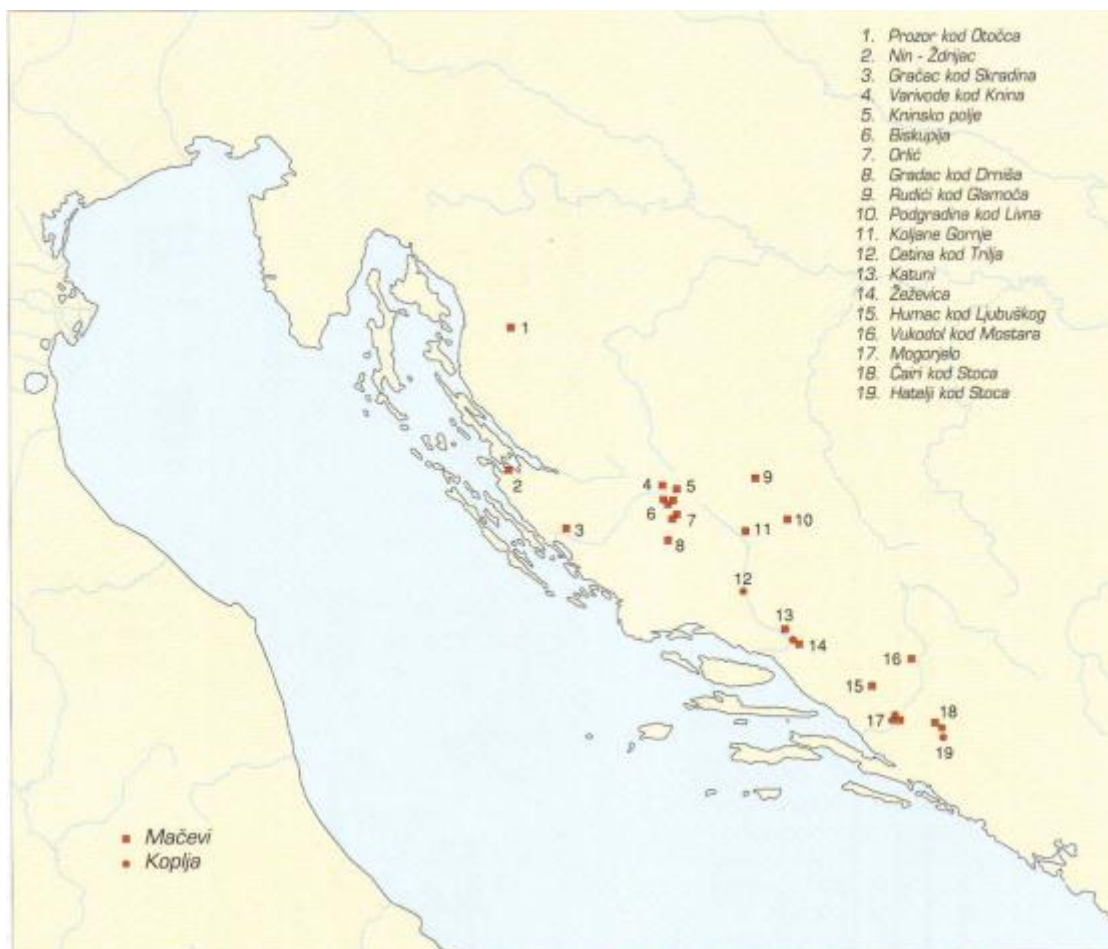 1. Prozor kod Otočca
2. Nin - Ždrijac
3. Gračac kod Skradina
4. Varivode kod Knina
5. Kninsko polje
6. Biskupija
7. Orlić
8. Gradac kod Drniša
9. Rudići kod Glamoča
10. Podgradina kod Livna
11. Koljane Gornje
12. Cetina kod Trilja
13. Katuni
14. Žeževica
15. Humac kod Ljubuškog
16. Vukodol kod Mostara
17. Mogorjelo
18. Čairi kod Stoca
19. Hatelji kod Stoca
1
2
4
5
9
6
7
10
3
11
8
12
13
14
16
15
17
18
19
Mačevi
Koplja